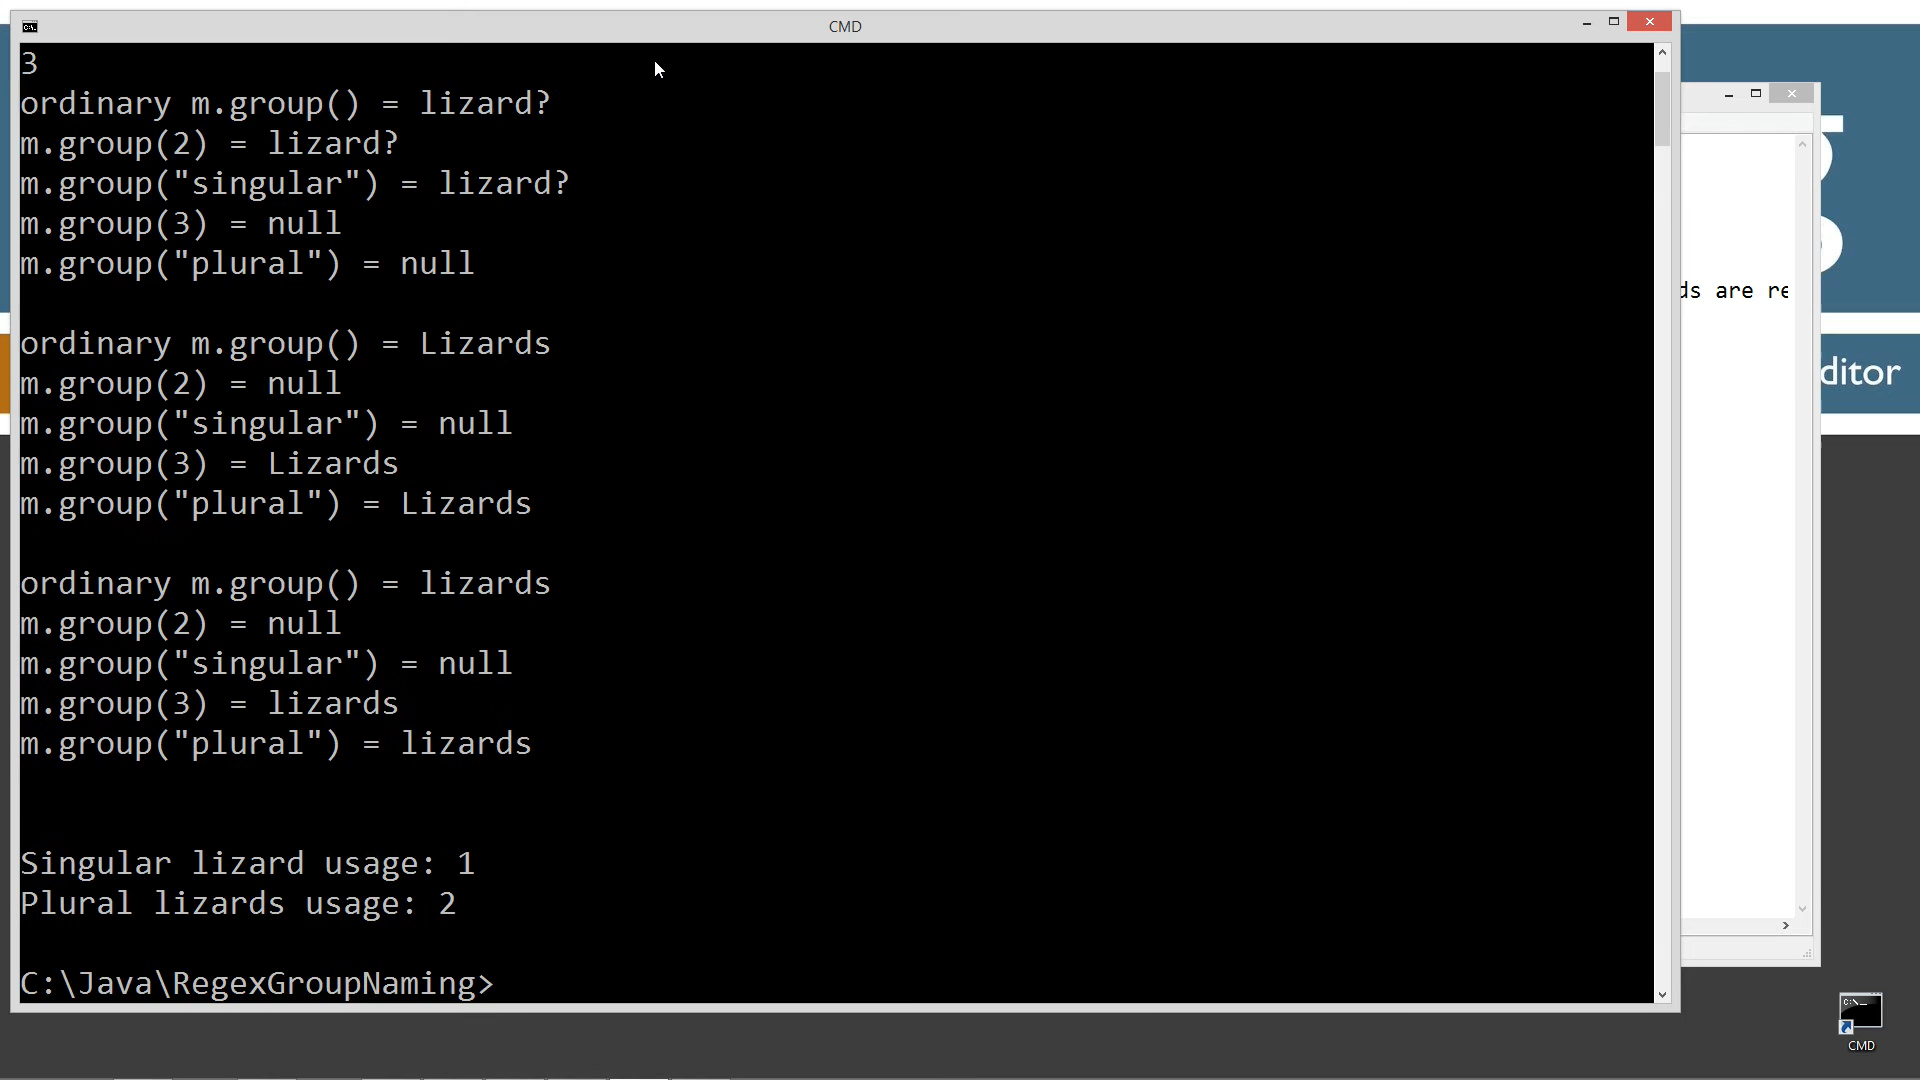 CMD
3
ordinary m.group() = lizard?
m.group(2) = lizard?
m.group("singular") = lizard?
m.group(3) = null
m.group("plural") = null
ordinary m.group() = Lizards
m.group(2) = null
m.group("singular") = null
m.group(3) = Lizards
m.group("plural") = Lizards
ordinary m.group() = lizards
m.group(2) = null
m.group("singular") = null
m.group(3) = lizards
m.group("plural") = lizards
Singular lizard usage: 1
Plural lizards usage: 2
C:\Java\RegexGroupNaming>
ds are re
ditor
CMD